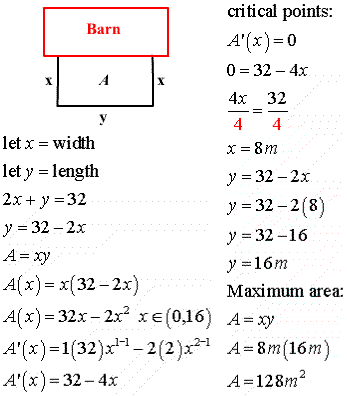 Barn
x A x
y
let x = width
let y = length
2x + y = 32
y = 32 − 2x
A = xy
A(x) = x(32 − 2x)
A(x) = 32x − 2x² x ∈ (0,16)
A'(x) = 1(32)x¹⁻¹ − 2(2)x²⁻¹
A'(x) = 32 − 4x
critical points:
A'(x) = 0
0 = 32 − 4x
4x/4 = 32/4
x = 8m
y = 32 − 2x
y = 32 − 2(8)
y = 32 − 16
y = 16m
Maximum area:
A = xy
A = 8m(16m)
A = 128m²